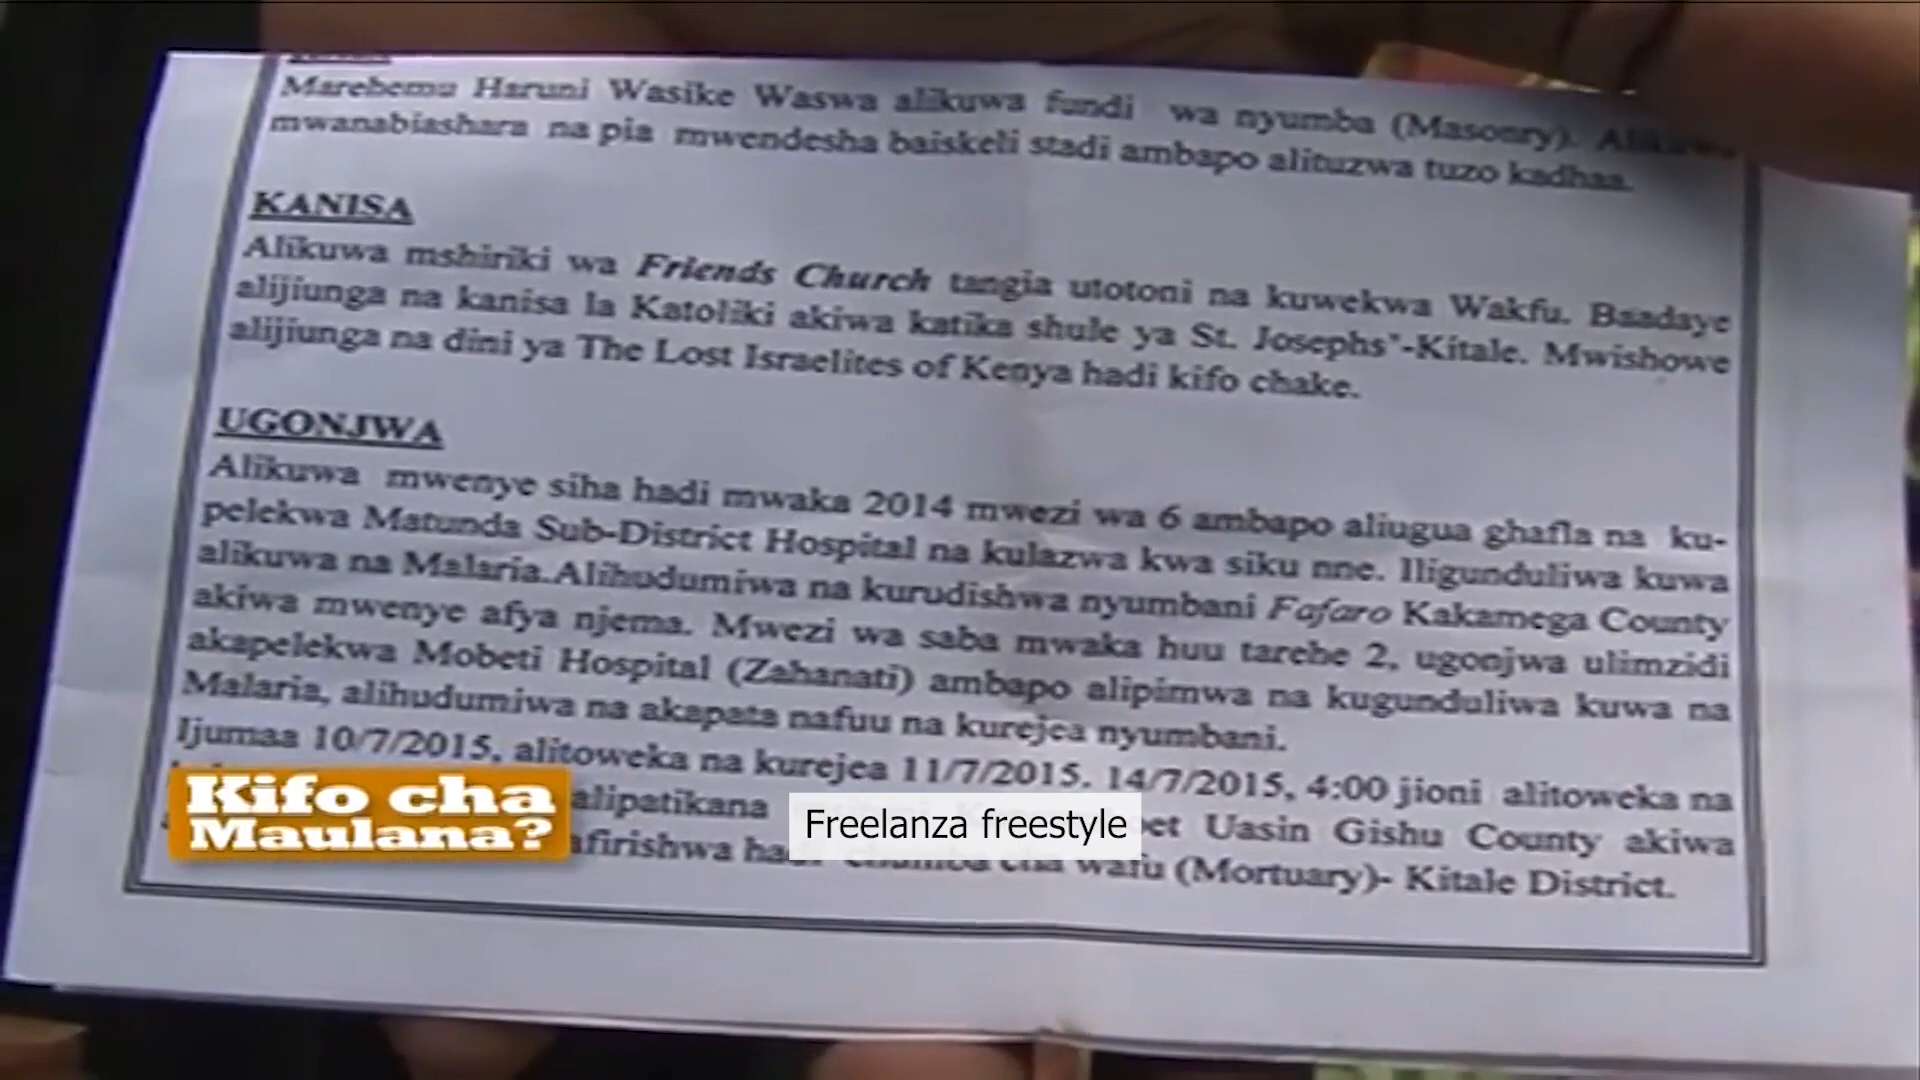 Marehemu Haruni Wasike Waswa alikuwa fundi wa nyumba (Masonry). Alikuwa
mwanabiashara na pia mwendesha baiskeli stadi ambapo alituzwa tuzo kadhaa.
KANISA
Alikuwa mshiriki wa Friends Church tangia utotoni na kuwekwa Wakfu. Baadaye
alijiunga na kanisa la Katoliki akiwa katika shule ya St. Josephs'-Kitale. Mwishowe
alijiunga na dini ya The Lost Israelites of Kenya hadi kifo chake.
UGONJWA
Alikuwa mwenye siha hadi mwaka 2014 mwezi wa 6 ambapo aliugua ghafla na ku-
pelekwa Matunda Sub-District Hospital na kulazwa kwa siku nne. Iligunduliwa kuwa
alikuwa na Malaria.Alihudumiwa na kurudishwa nyumbani Fafaro Kakamega County
akiwa mwenye afya njema. Mwezi wa saba mwaka huu tarehe 2, ugonjwa ulimzidi
akapelekwa Mobeti Hospital (Zahanati) ambapo alipimwa na kugunduliwa kuwa na
Malaria, alihudumiwa na akapata nafuu na kurejea nyumbani.
Ijumaa 10/7/2015, alitoweka na kurejea 11/7/2015. 14/7/2015, 4:00 jioni alitoweka na
alipatikana Uasin Gishu County akiwa
chumba cha wafu (Mortuary)- Kitale District.
Kifo cha
Maulana?
Freelanza freestyle